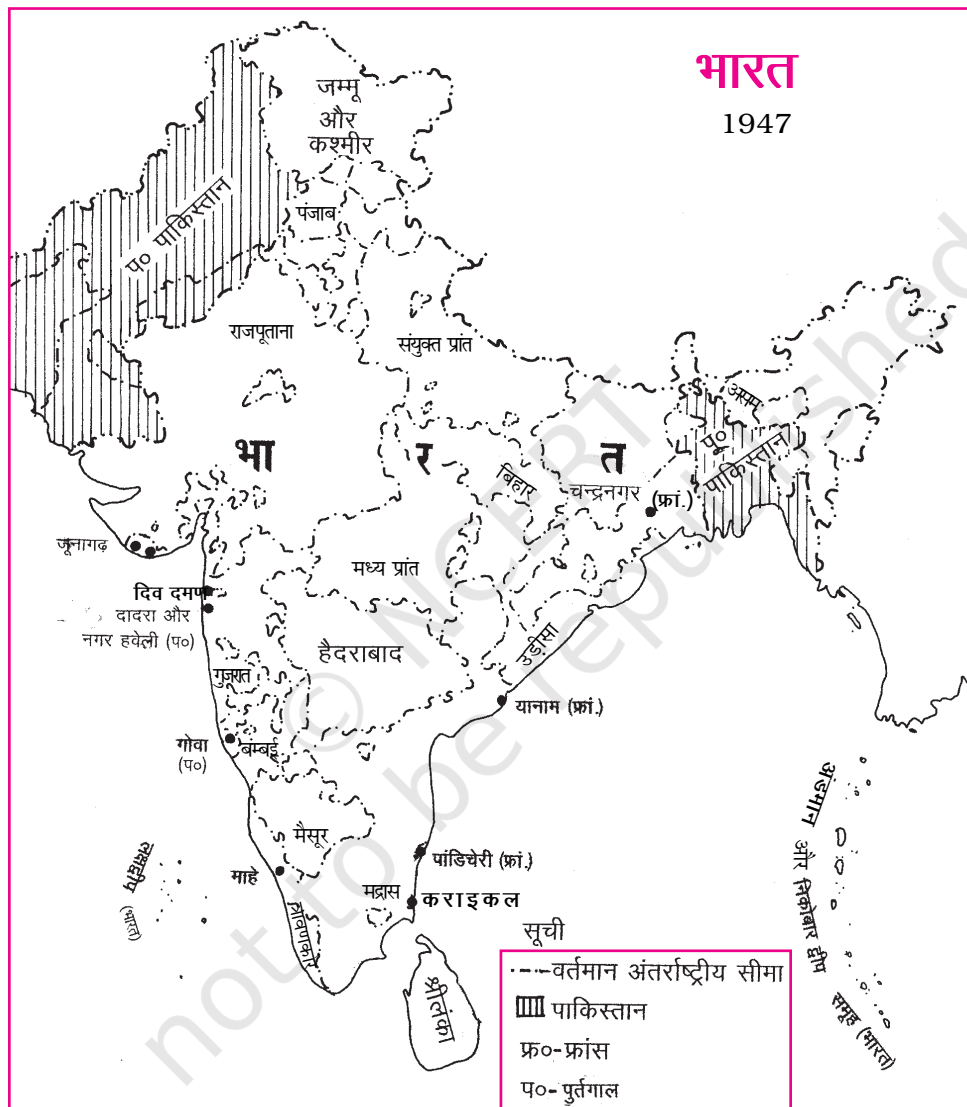 भारत
1947
जम्मू
और
कश्मीर
पंजाब
प० पाकिस्तान
राजपूताना
संयुक्त प्रांत
असम
प०
पाकिस्तान
भा र त
बिहार
चन्द्रनगर (फ्रां.)
जूनागढ़
मध्य प्रांत
दिव दमण
दादरा और
नगर हवेली (प०)
हैदराबाद
उड़ीसा
गुजरात
यानाम (फ्रां.)
गोवा
(प०)
बंम्बई
मैसूर
माहे
पांडिचेरी (फ्रां.)
मद्रास
कराइकल
त्रावणकार
लक्षद्वीप (भारत)
श्रीलंका
अंडमान और निकोबार द्वीप समूह (भारत)
सूची
वर्तमान अंतर्राष्ट्रीय सीमा
पाकिस्तान
फ्र०-फ्रांस
प०- पुर्तगाल
© NCERT
not to be republished